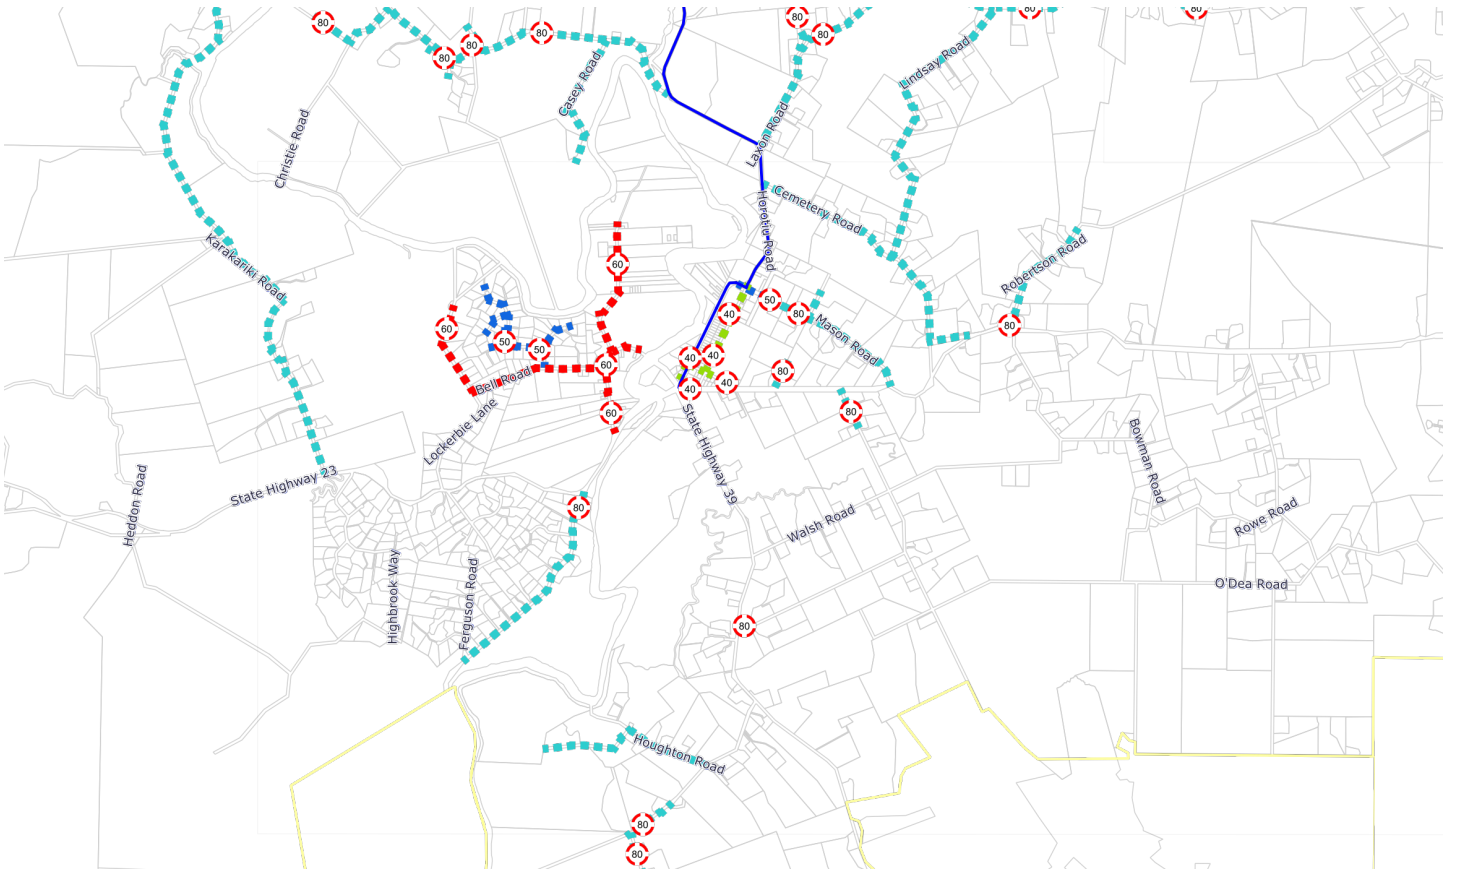 80
80
80
80
80
80
80
80
Lindsay Road
Casey Road
Laxon Road
Christie Road
Cemetery Road
Horotiu Road
Karakariki Road
Robertson Road
60
50
80
40
80
Mason Road
60
50
50
40
40
60
80
Bell Road
40
40
60
80
Lockerbie Lane
State Highway 39
Bowman Road
State Highway 23
Heddon Road
80
Walsh Road
Rowe Road
Highbrook Way
Ferguson Road
O'Dea Road
80
Houghton Road
80
80